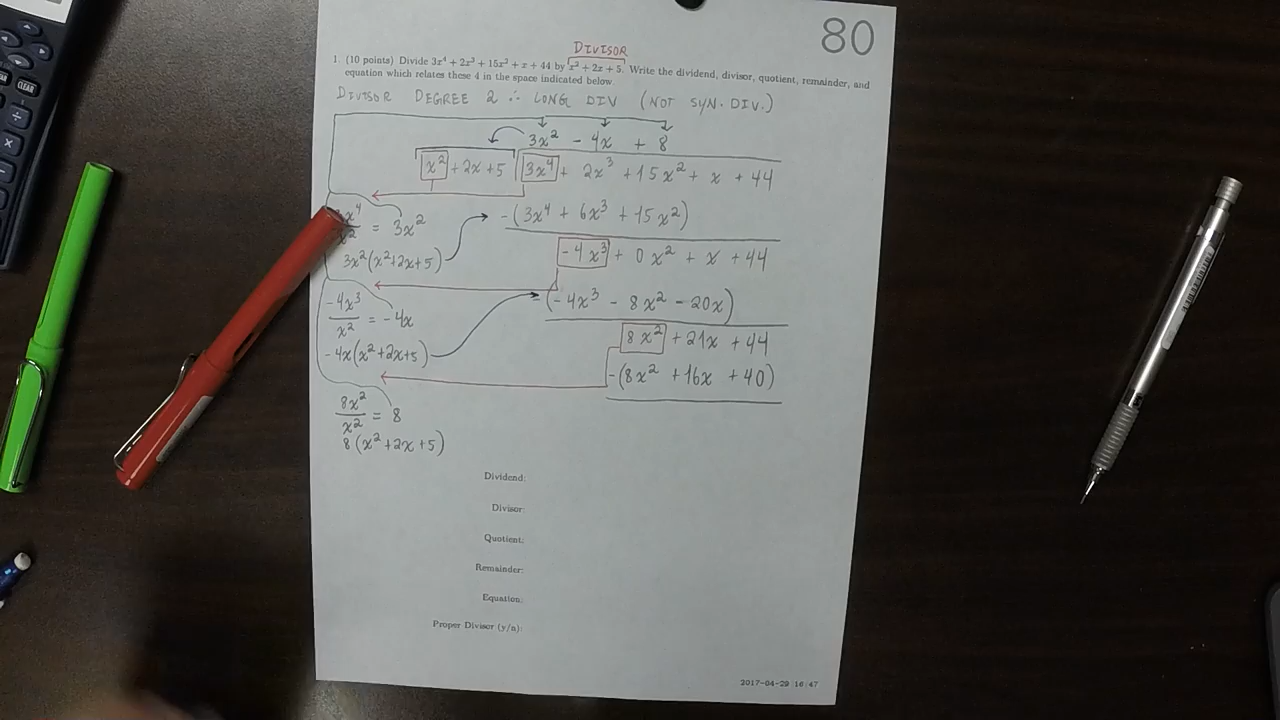 80
DIVISOR
1. (10 points) Divide 3x⁴ + 2x³ + 15x² + x + 44 by x² + 2x + 5. Write the dividend, divisor, quotient, remainder, and
equation which relates these 4 in the space indicated below.
DIVISOR DEGREE 2 ∴ LONG DIV (NOT SYN. DIV.)
3x² - 4x + 8
x² + 2x + 5 3x⁴ + 2x³ + 15x² + x + 44
x⁴ = 3x²
-(3x⁴ + 6x³ + 15x²)
3x²(x²+2x+5)
-4x³ + 0x² + x + 44
-4x³/x² = -4x
-(-4x³ - 8x² - 20x)
-4x(x²+2x+5)
8x² + 21x + 44
-(8x² + 16x + 40)
8x²/x² = 8
8(x²+2x+5)
Dividend:
Divisor:
Quotient:
Remainder:
Equation:
Proper Divisor (y/n):
2017-04-29 16:47
CLEAR